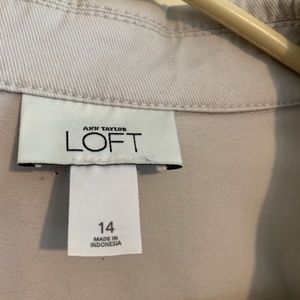 ANN TAYLOR
LOFT
14
MADE IN
INDONESIA